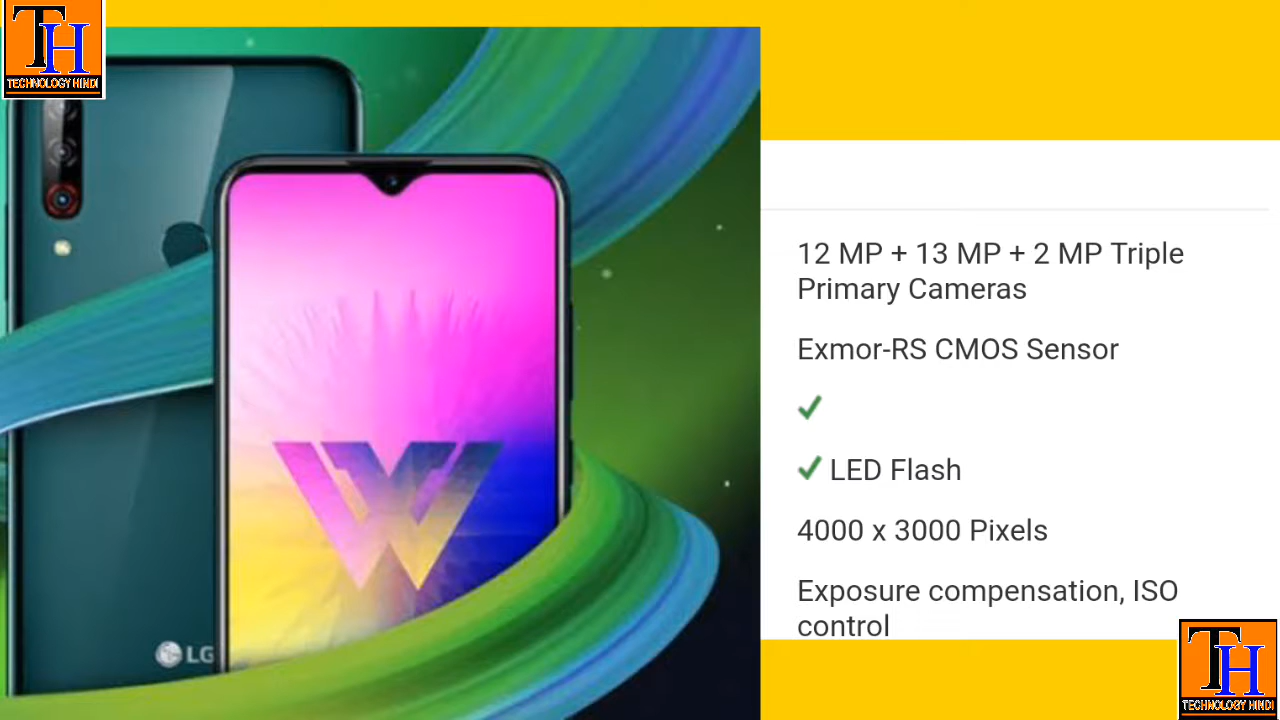 TH
TECHNOLOGY HINDI
W
LG
12 MP + 13 MP + 2 MP Triple
Primary Cameras
Exmor-RS CMOS Sensor
✔
✔ LED Flash
4000 x 3000 Pixels
Exposure compensation, ISO
control
TH
TECHNOLOGY HINDI